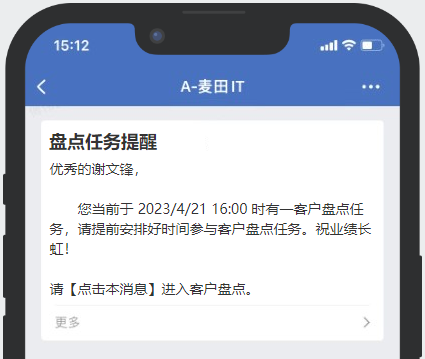 15:12
A-麦田IT
盘点任务提醒
优秀的谢文锋，
您当前于 2023/4/21 16:00 时有一客户盘点任
务，请提前安排好时间参与客户盘点任务。祝业绩长
虹！
请【点击本消息】进入客户盘点。
更多